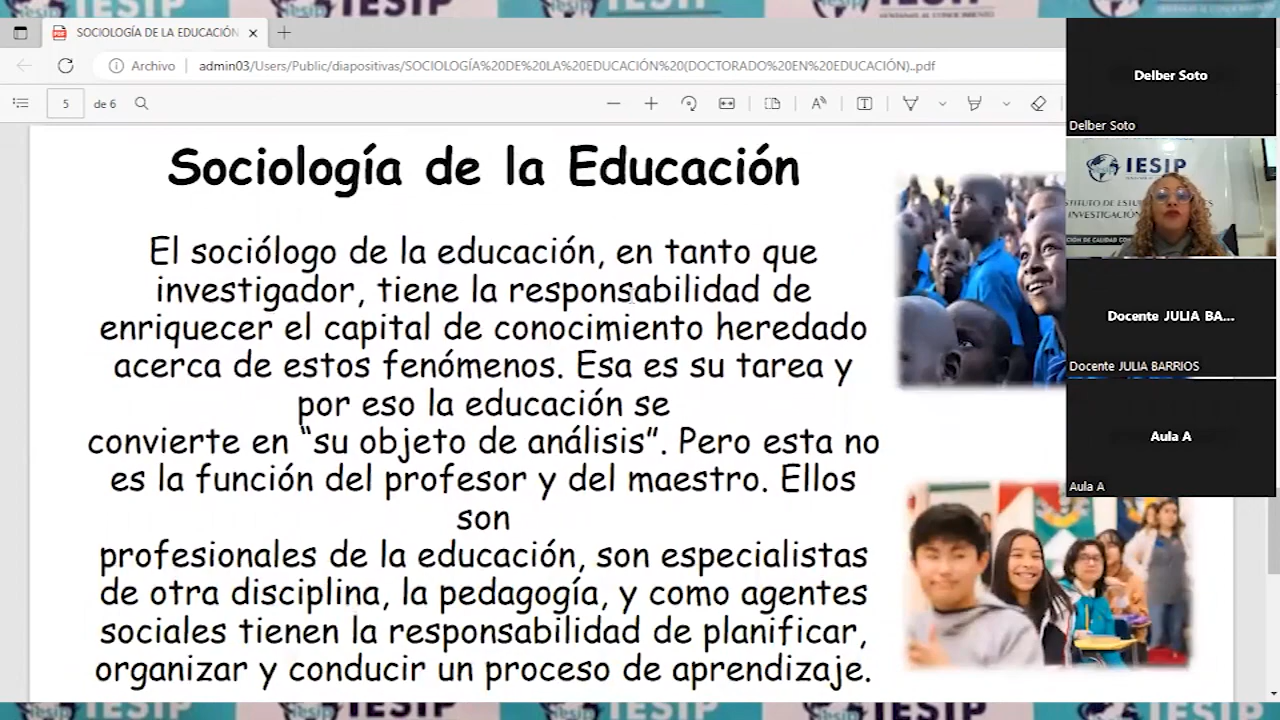 IESIP
SOCIOLOGÍA DE LA EDUCACIÓN
Archivo
admin03/Users/Public/diapositivas/SOCIOLOGÍA%20DE%20LA%20EDUCACIÓN%20(DOCTORADO%20EN%20EDUCACIÓN)..pdf
5
de 6
Sociología de la Educación
El sociólogo de la educación, en tanto que
investigador, tiene la responsabilidad de
enriquecer el capital de conocimiento heredado
acerca de estos fenómenos. Esa es su tarea y
por eso la educación se
convierte en “su objeto de análisis”. Pero esta no
es la función del profesor y del maestro. Ellos
son
profesionales de la educación, son especialistas
de otra disciplina, la pedagogía, y como agentes
sociales tienen la responsabilidad de planificar,
organizar y conducir un proceso de aprendizaje.
Delber Soto
Delber Soto
IESIP
Docente JULIA BA...
Docente JULIA BARRIOS
Aula A
Aula A
iesip